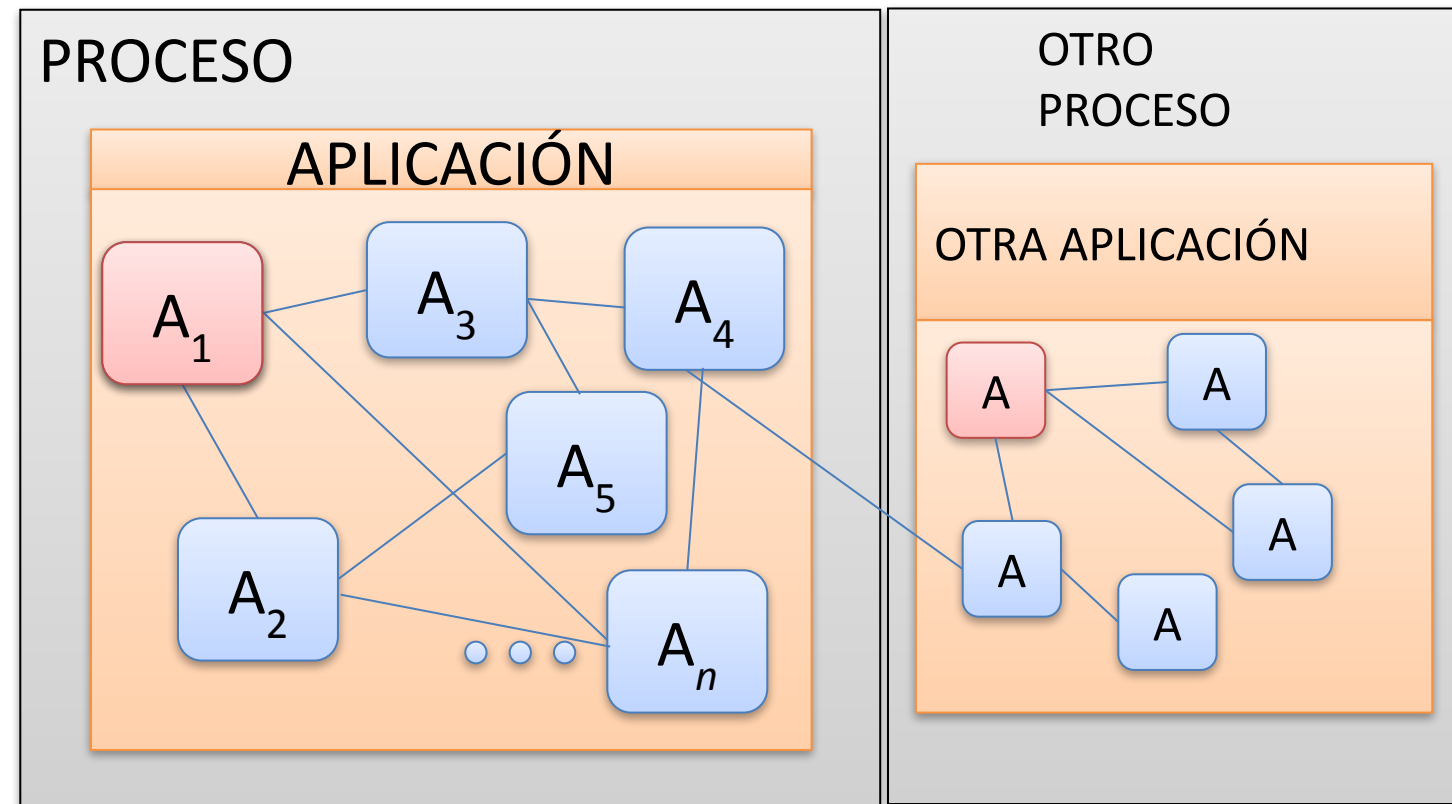 PROCESO
APLICACIÓN
A1
A3
A4
A5
A2
An
OTRO
PROCESO
OTRA APLICACIÓN
A
A
A
A
A